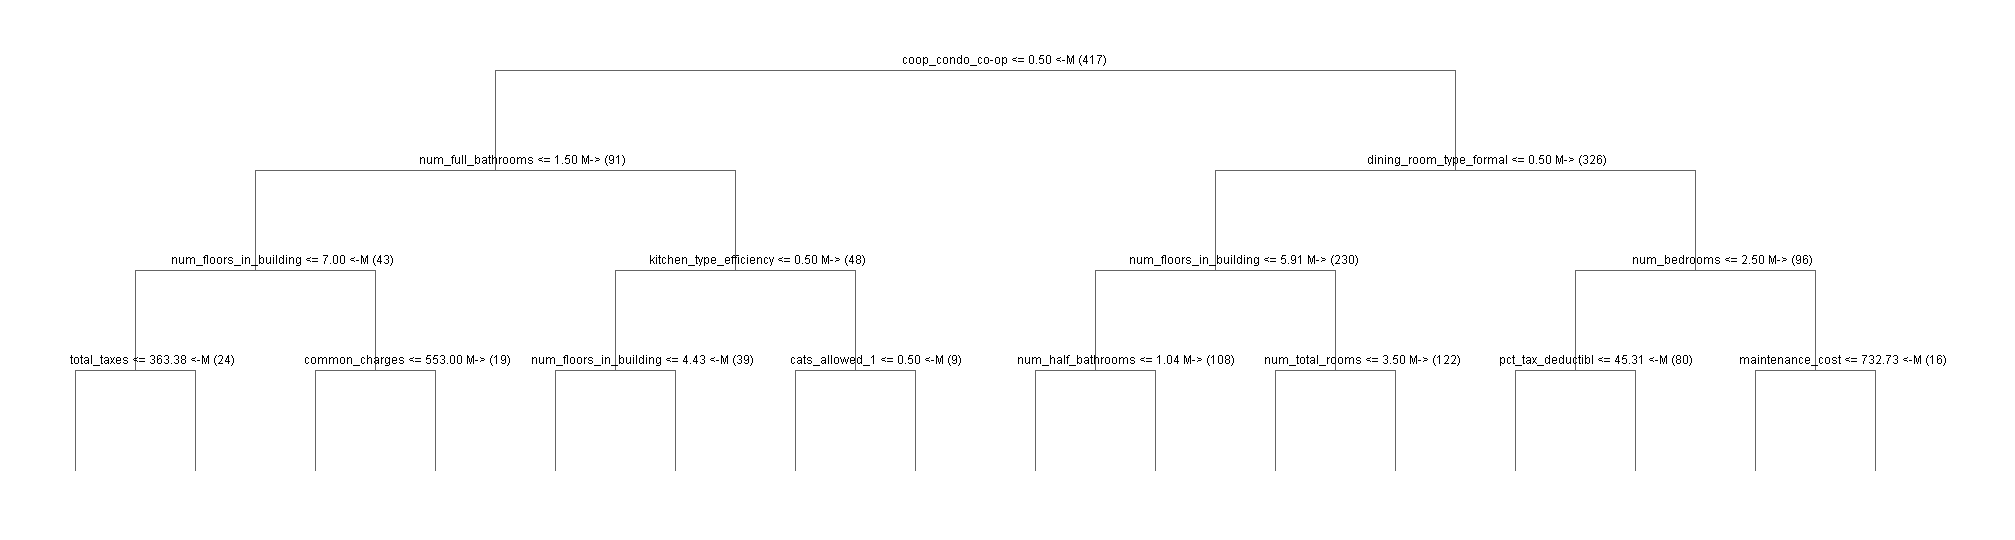 coop_condo_co-op <= 0.50 <-M (417)
num_full_bathrooms <= 1.50 M-> (91)
dining_room_type_formal <= 0.50 M-> (326)
num_floors_in_building <= 7.00 <-M (43)
kitchen_type_efficiency <= 0.50 M-> (48)
num_floors_in_building <= 5.91 M-> (230)
num_bedrooms <= 2.50 M-> (96)
total_taxes <= 363.38 <-M (24)
common_charges <= 553.00 M-> (19)
num_floors_in_building <= 4.43 <-M (39)
cats_allowed_1 <= 0.50 <-M (9)
num_half_bathrooms <= 1.04 M-> (108)
num_total_rooms <= 3.50 M-> (122)
pct_tax_deductibl <= 45.31 <-M (80)
maintenance_cost <= 732.73 <-M (16)